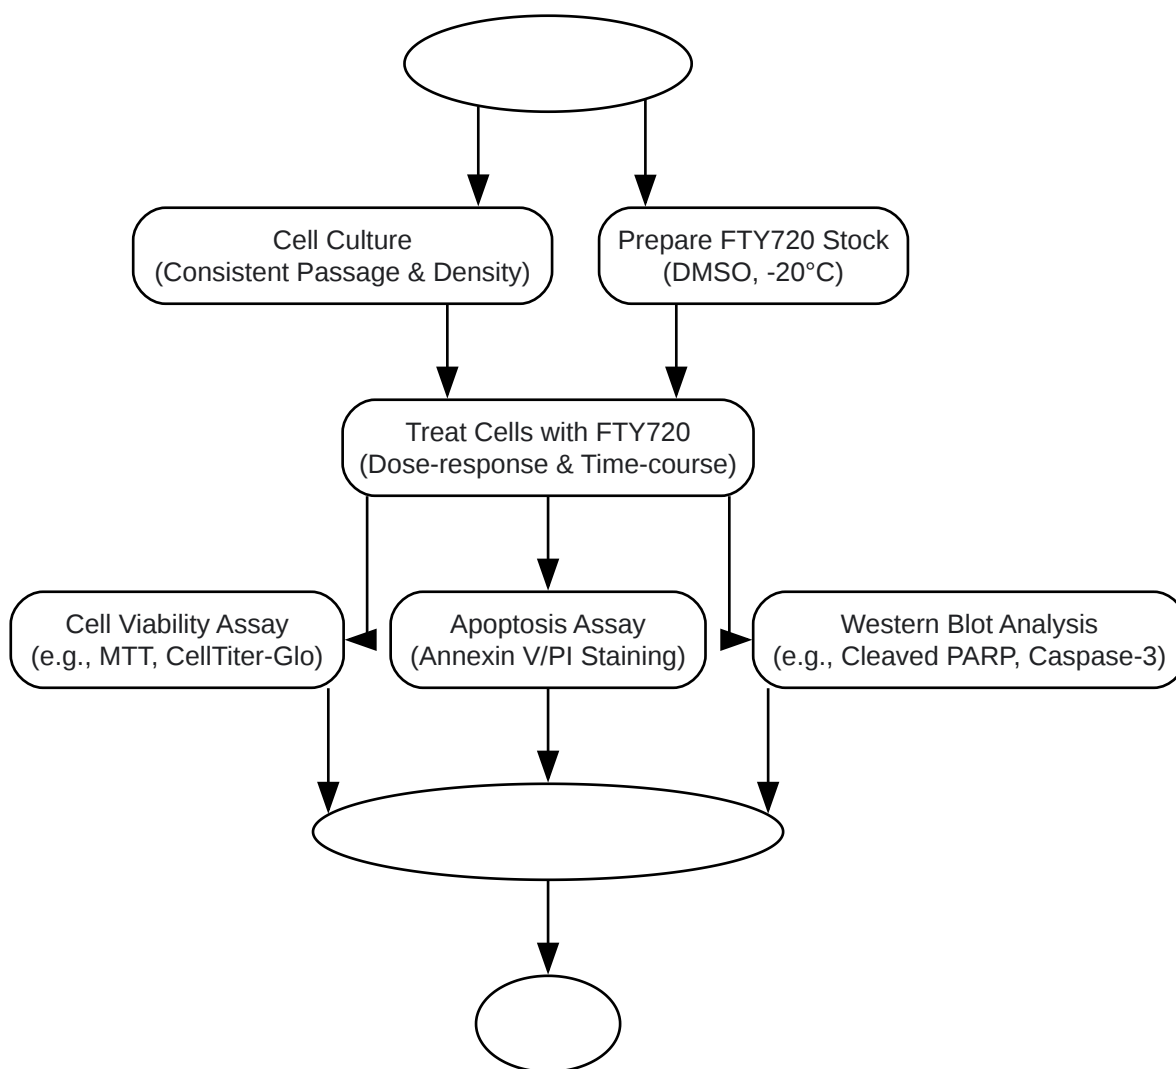 Cell Culture
(Consistent Passage & Density)
Prepare FTY720 Stock
(DMSO, -20°C)
Treat Cells with FTY720
(Dose-response & Time-course)
Cell Viability Assay
(e.g., MTT, CellTiter-Glo)
Apoptosis Assay
(Annexin V/PI Staining)
Western Blot Analysis
(e.g., Cleaved PARP, Caspase-3)